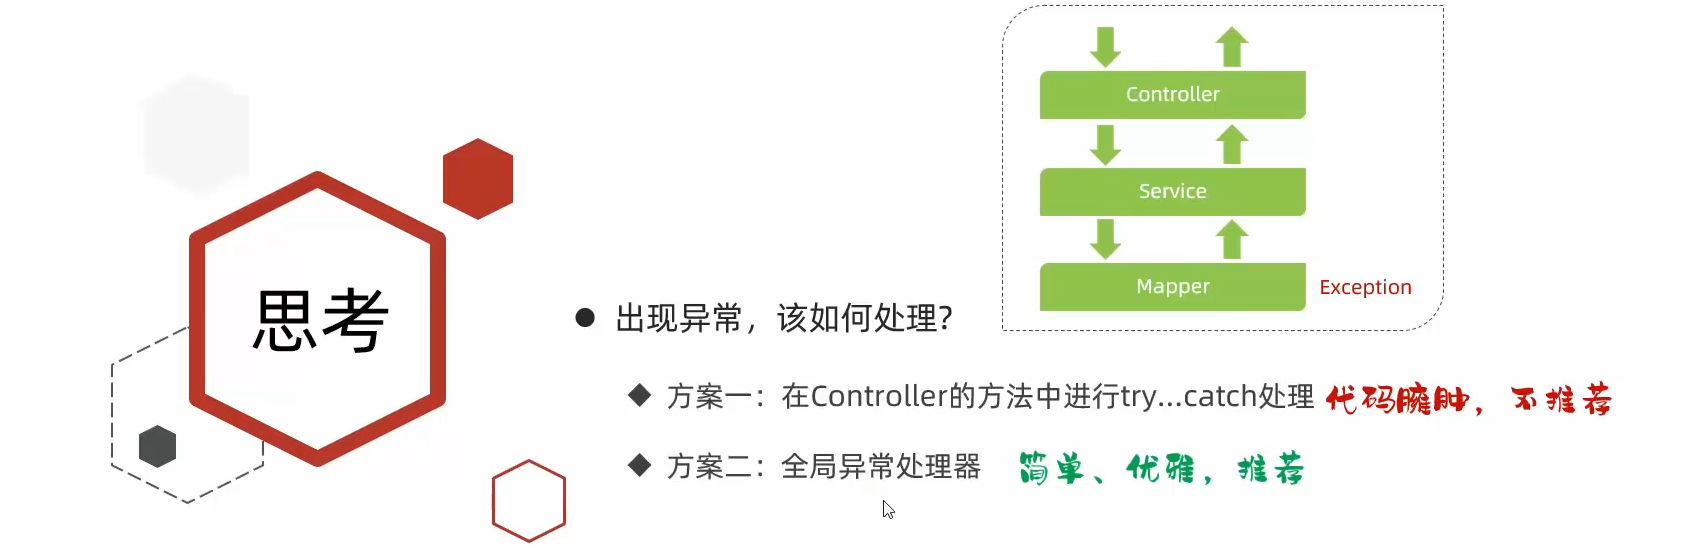 Controller
Service
Mapper
Exception
思考
出现异常，该如何处理?
方案一：在Controller的方法中进行try...catch处理 代码臃肿，不推荐
方案二：全局异常处理器 简单、优雅，推荐